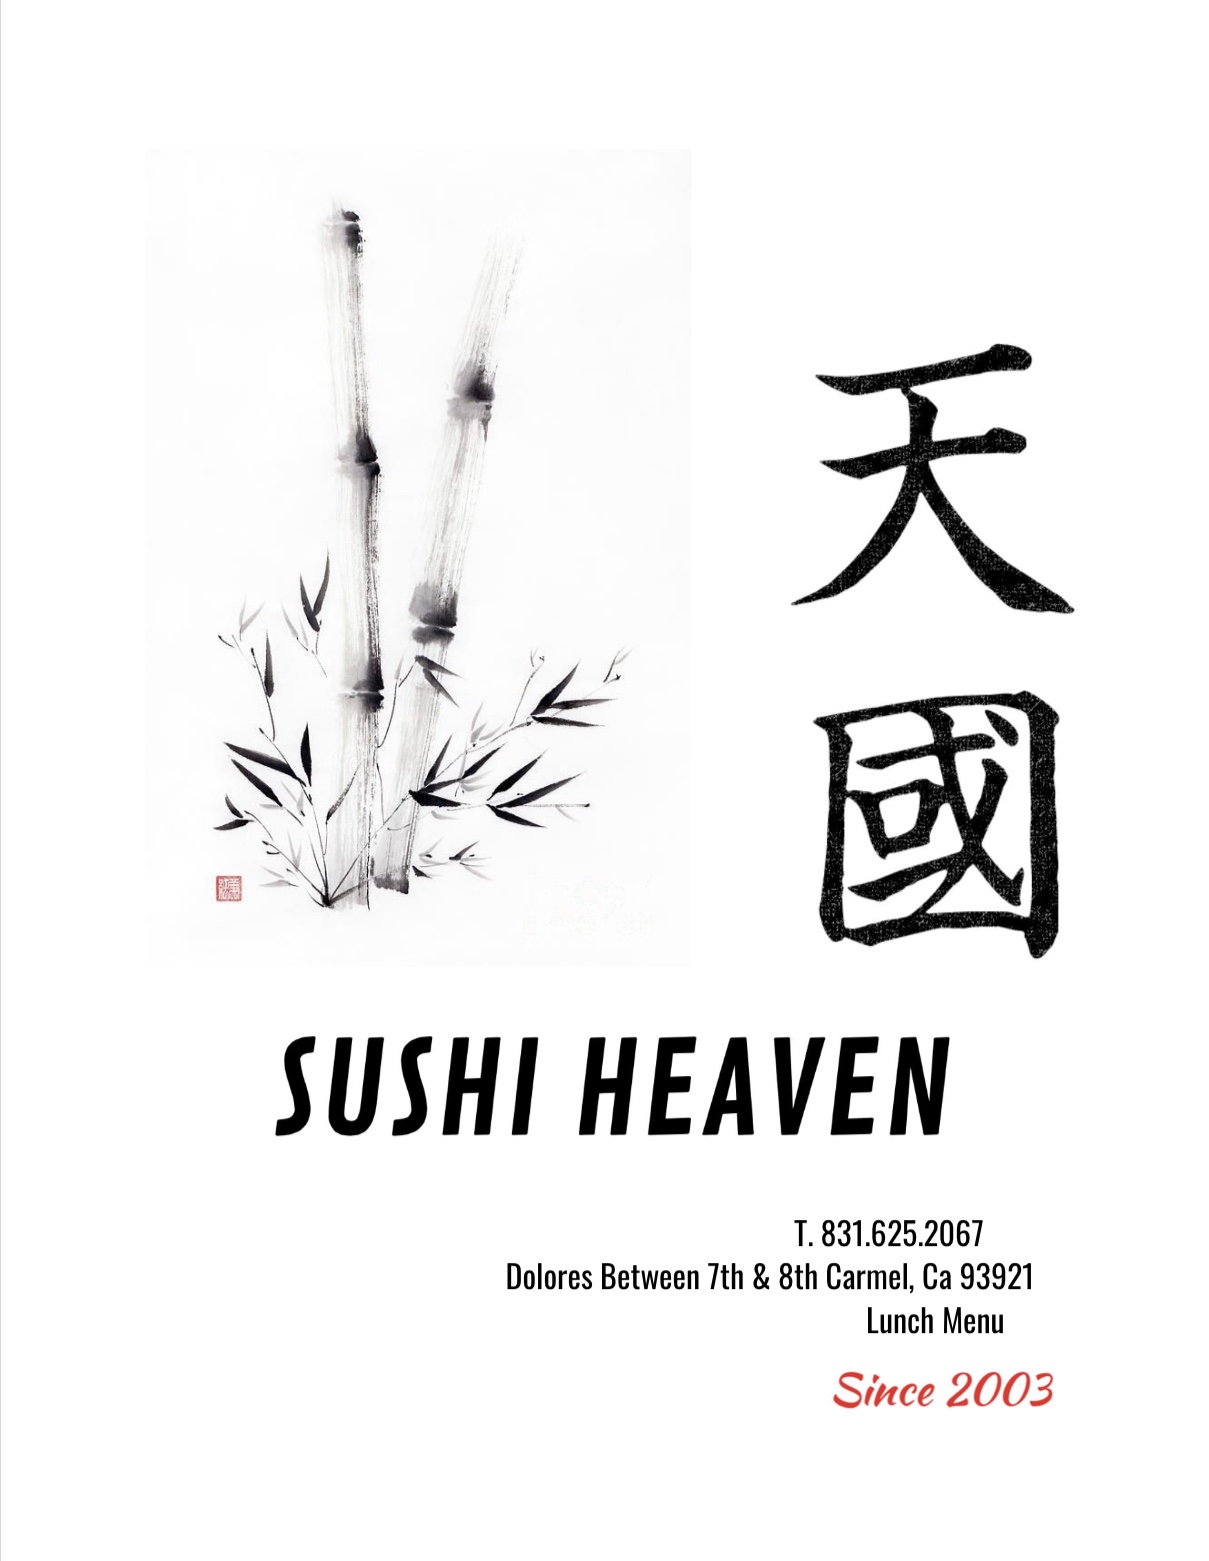 天
國
SUSHI HEAVEN
T. 831.625.2067
Dolores Between 7th & 8th Carmel, Ca 93921
Lunch Menu
Since 2003